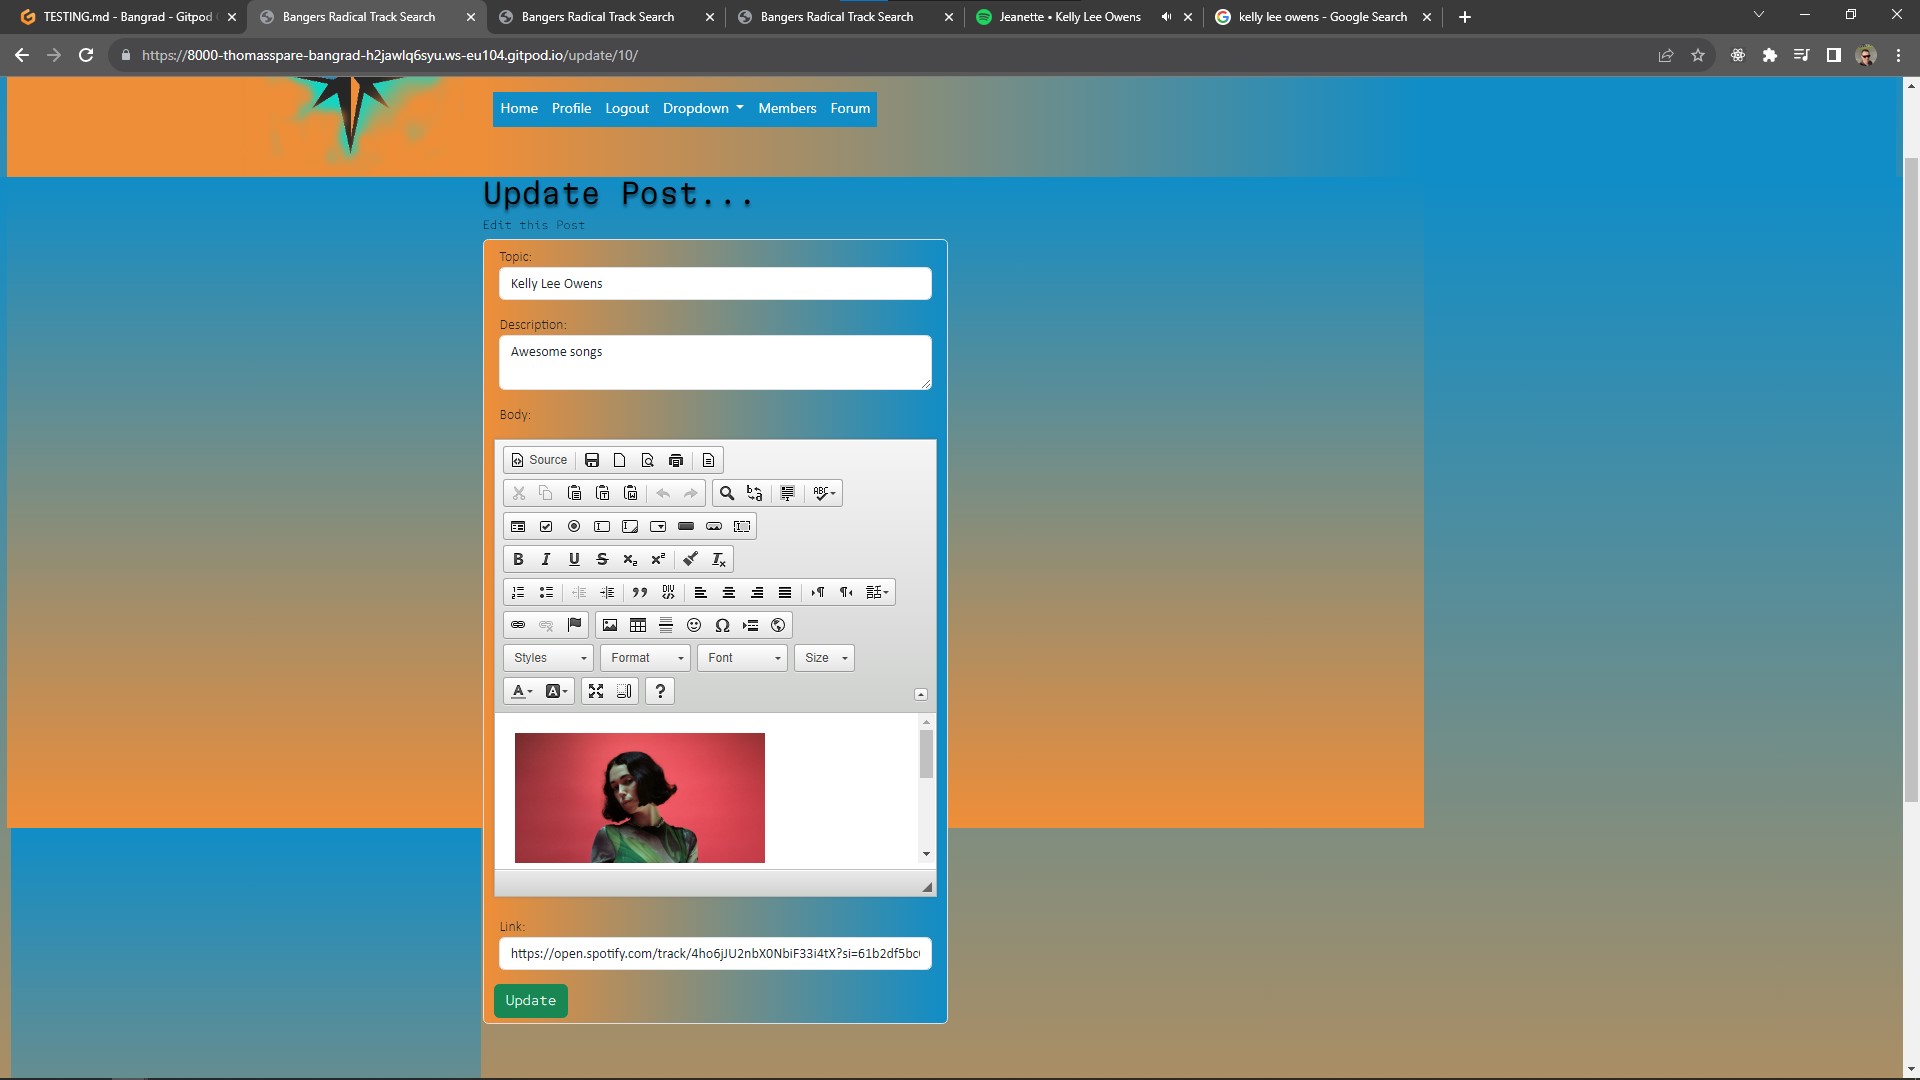 TESTING.md - Bangrad - Gitpod
Bangers Radical Track Search
Bangers Radical Track Search
Bangers Radical Track Search
Jeanette • Kelly Lee Owens
kelly lee owens - Google Search
https://8000-thomasspare-bangrad-h2jawlq6syu.ws-eu104.gitpod.io/update/10/
Home Profile Logout Dropdown Members Forum
Update Post...
Edit this Post
Topic:
Kelly Lee Owens
Description:
Awesome songs
Body:
Source
Styles Format Font Size
Link:
https://open.spotify.com/track/4ho6jJU2nbX0NbiF33i4tX?si=61b2df5bc
Update